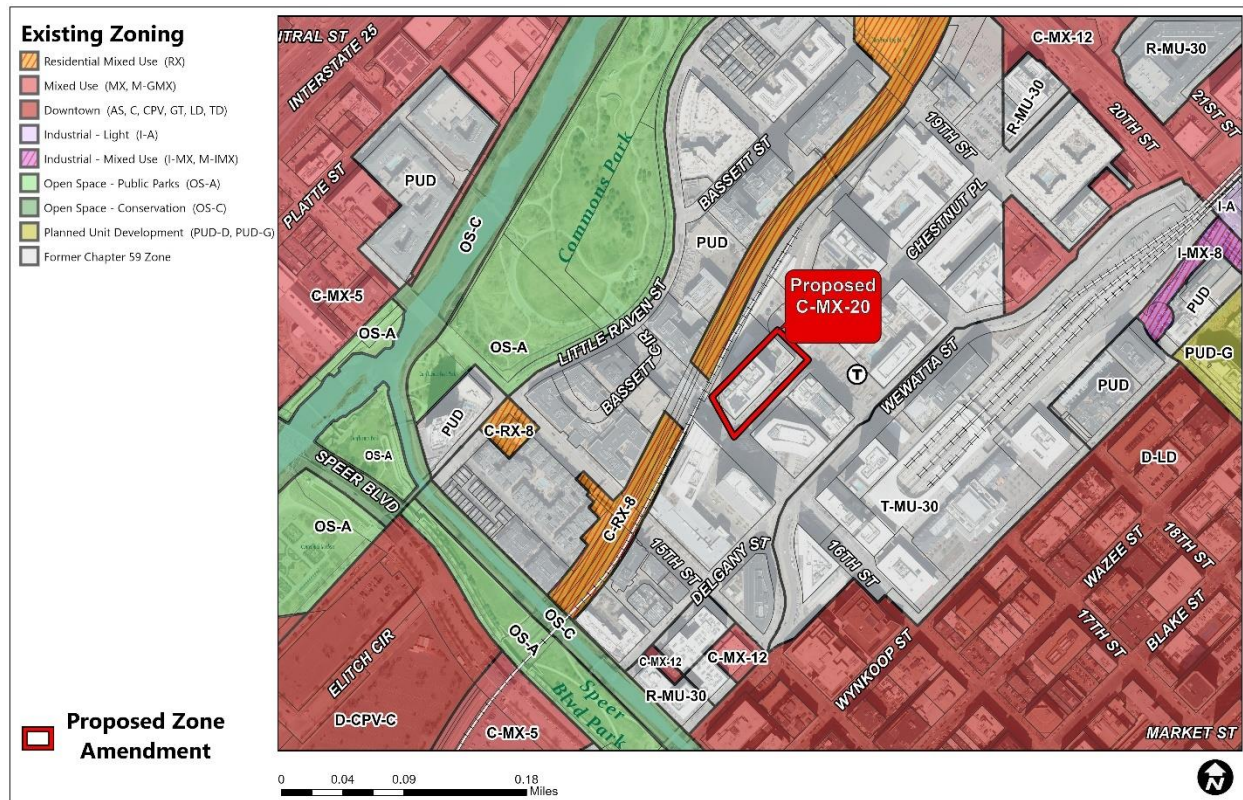 Existing Zoning
Residential Mixed Use (RX)
Mixed Use (MX, M-GMX)
Downtown (AS, C, CPV, GT, LD, TD)
Industrial - Light (I-A)
Industrial - Mixed Use (I-MX, M-IMX)
Open Space - Public Parks (OS-A)
Open Space - Conservation (OS-C)
Planned Unit Development (PUD-D, PUD-G)
Former Chapter 59 Zone
Proposed Zone
Amendment
NTRAL ST
INTERSTATE 25
PLATTE ST
PUD
OS-C
Commons Park
BASSETT ST
19TH ST
C-MX-12
R-MU-30
R-MU-30
20TH ST
21ST ST
I-A
I-MX-8
PUD
PUD-G
CHESTNUT PL
PUD
Proposed
C-MX-20
C-MX-5
OS-A
OS-A
LITTLE RAVEN ST
BASSETT CIR
T
WEWATTA ST
PUD
PUD
C-RX-8
OS-A
SPEER BLVD
OS-A
C-RX-8
15TH ST
DELGANY ST
16TH ST
T-MU-30
D-LD
WAZEE ST
18TH ST
17TH ST
BLAKE ST
WYNKOOP ST
MARKET ST
ELITCH CIR
D-CPV-C
OS-A
OS-C
Speer
Blvd Park
C-MX-5
C-MX-12
C-MX-12
R-MU-30
0 0.04 0.09 0.18
Miles
N